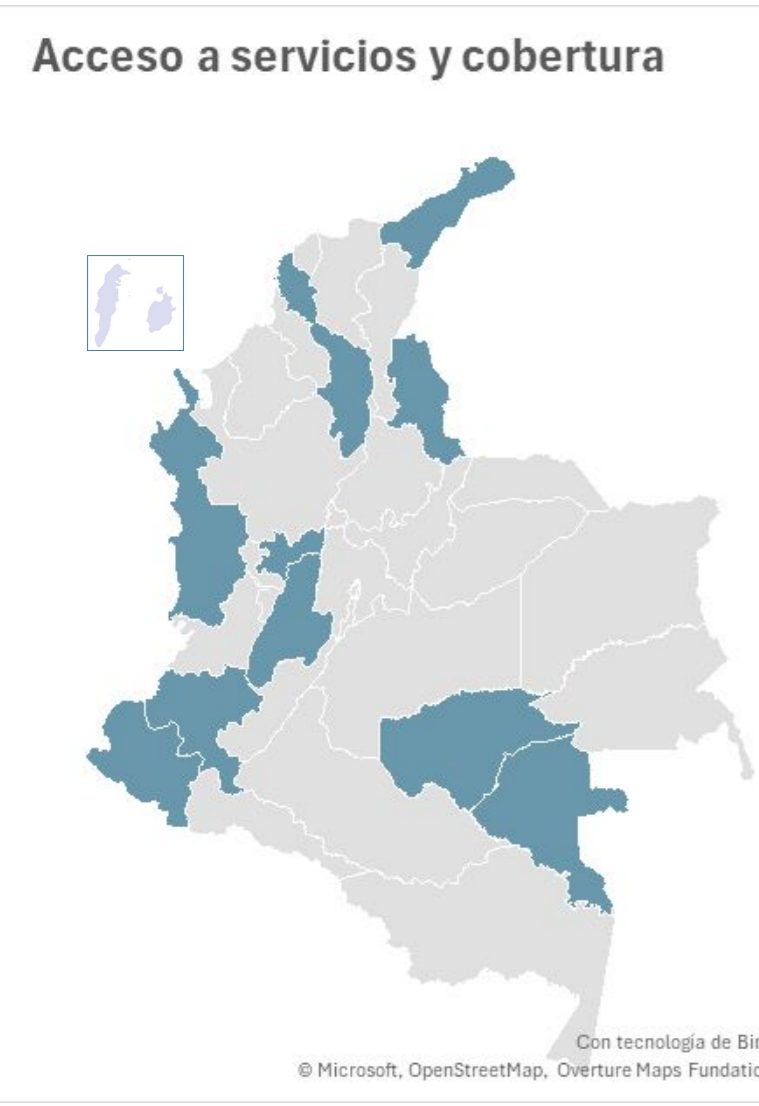 Acceso a servicios y cobertura
Con tecnología de
© Microsoft, OpenStreetMap, Overture Maps